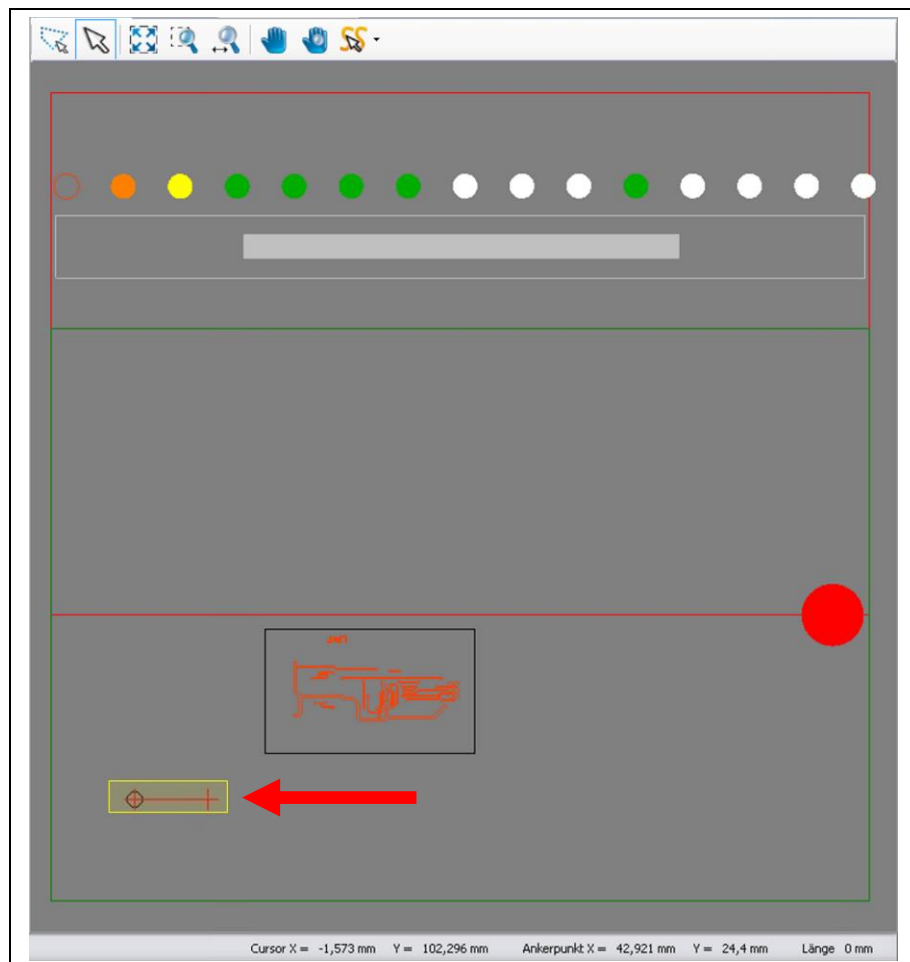 Cursor X = -1,573 mm Y = 102,296 mm Ankerpunkt X = 42,921 mm Y = 24,4 mm Länge 0 mm